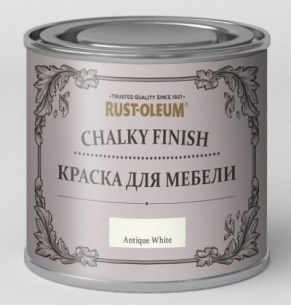 •TRUSTED QUALITY SINCE 1921•
RUST-OLEUM®
CHALKY FINISH
КРАСКА ДЛЯ МЕБЕЛИ
Antique White